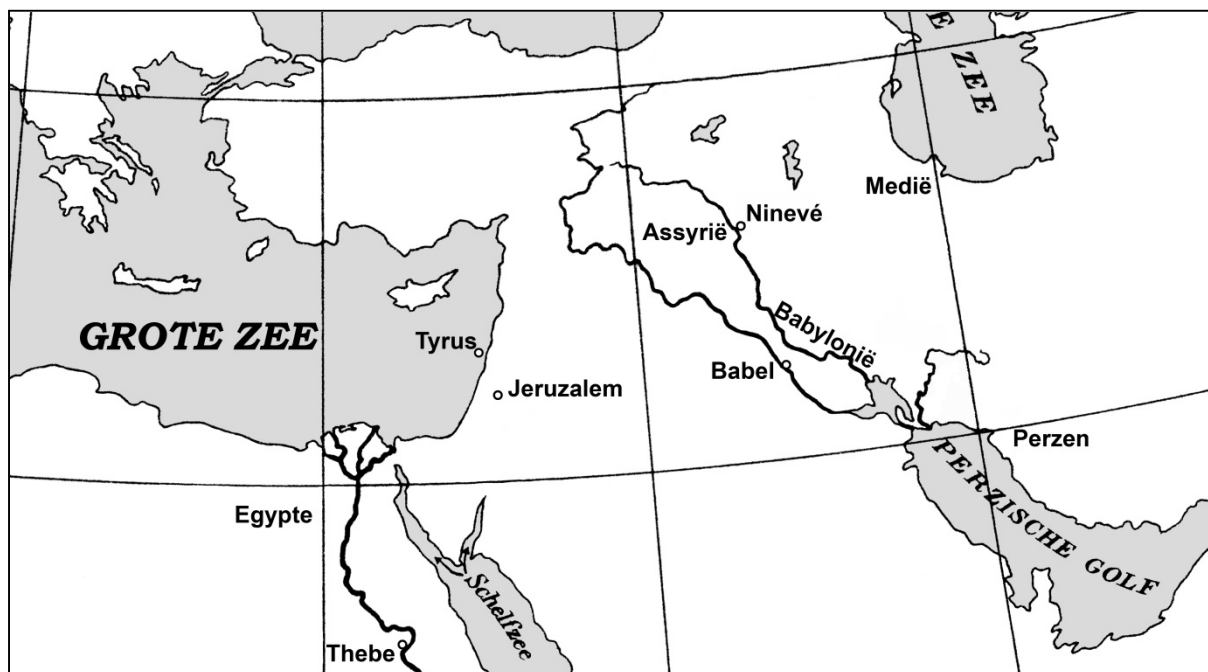 E ZEE
Medië
Ninevé
Assyrië
GROTE ZEE
Tyrus
Babylonië
Babel
Jeruzalem
Perzen
PERZISCHE GOLF
Egypte
Schelfzee
Thebe